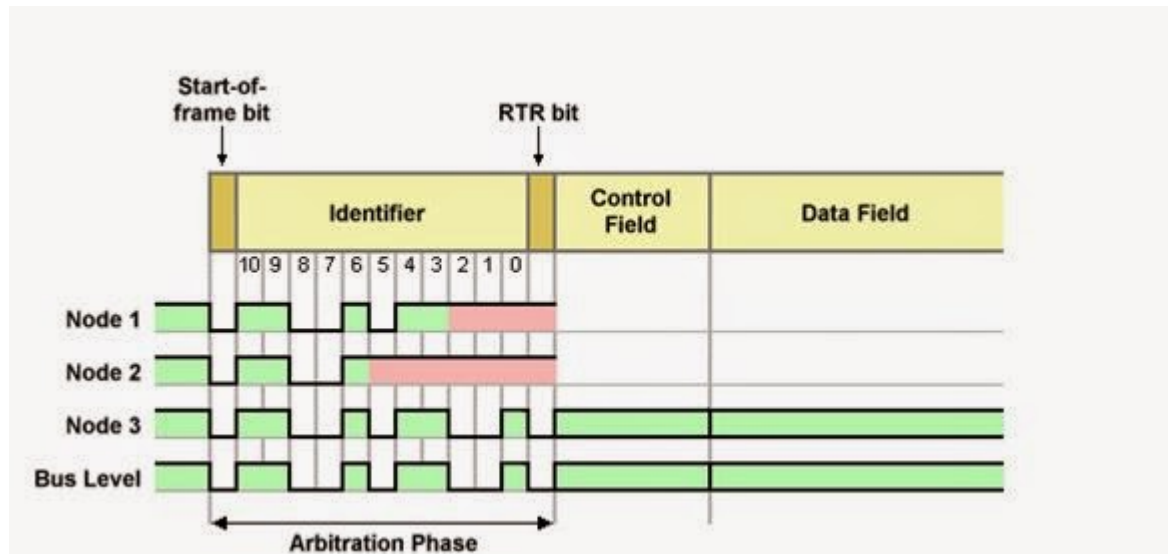 Start-of-
frame bit
RTR bit
Identifier
Control
Field
Data Field
10 9 8 7 6 5 4 3 2 1 0
Node 1
Node 2
Node 3
Bus Level
Arbitration Phase